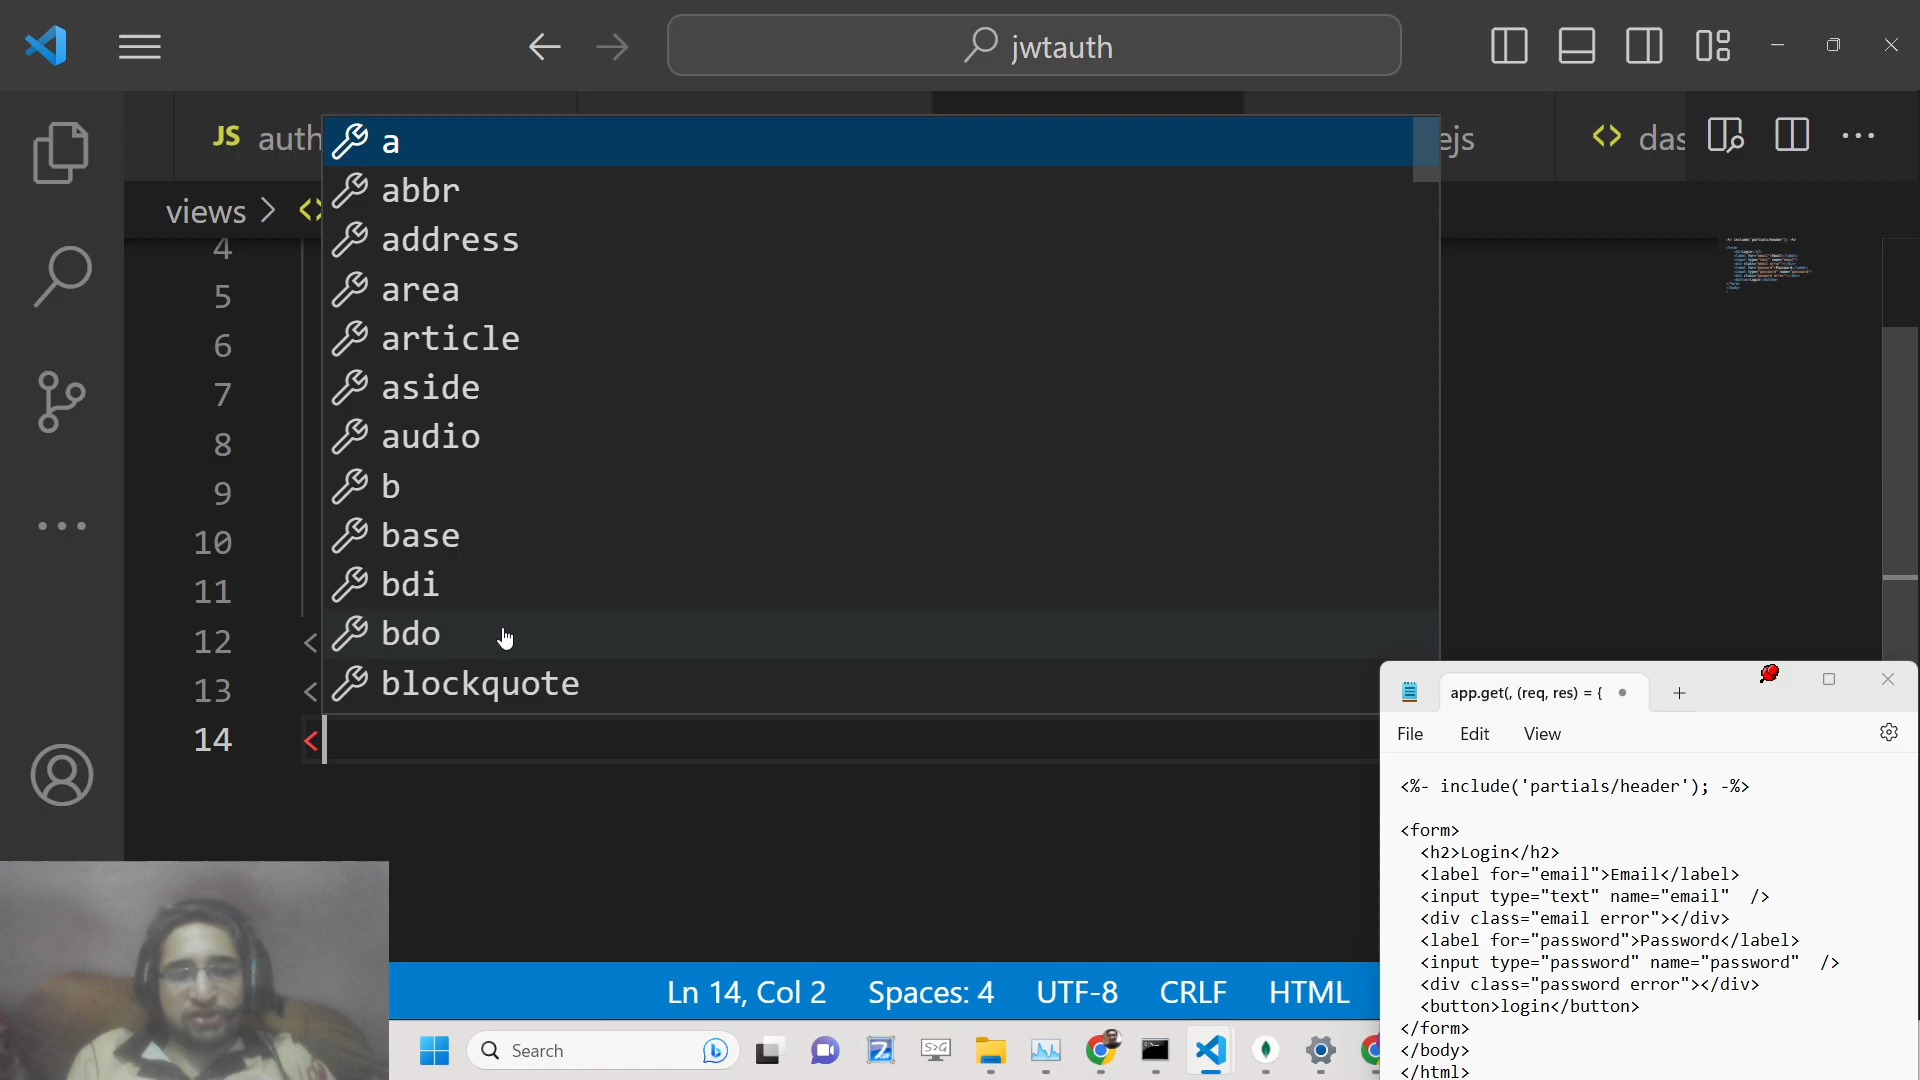 jwtauth
JS auth
ejs
<> das
views > <>
a
abbr
address
area
article
aside
audio
b
base
bdi
bdo
blockquote
4
5
6
7
8
9
10
11
12 <
13 <
14 <
Ln 14, Col 2 Spaces: 4 UTF-8 CRLF HTML
app.get(, (req, res) = {
File Edit View
<%- include('partials/header'); -%>
<form>
<h2>Login</h2>
<label for="email">Email</label>
<input type="text" name="email" />
<div class="email error"></div>
<label for="password">Password</label>
<input type="password" name="password" />
<div class="password error"></div>
<button>login</button>
</form>
</body>
</html>
Search